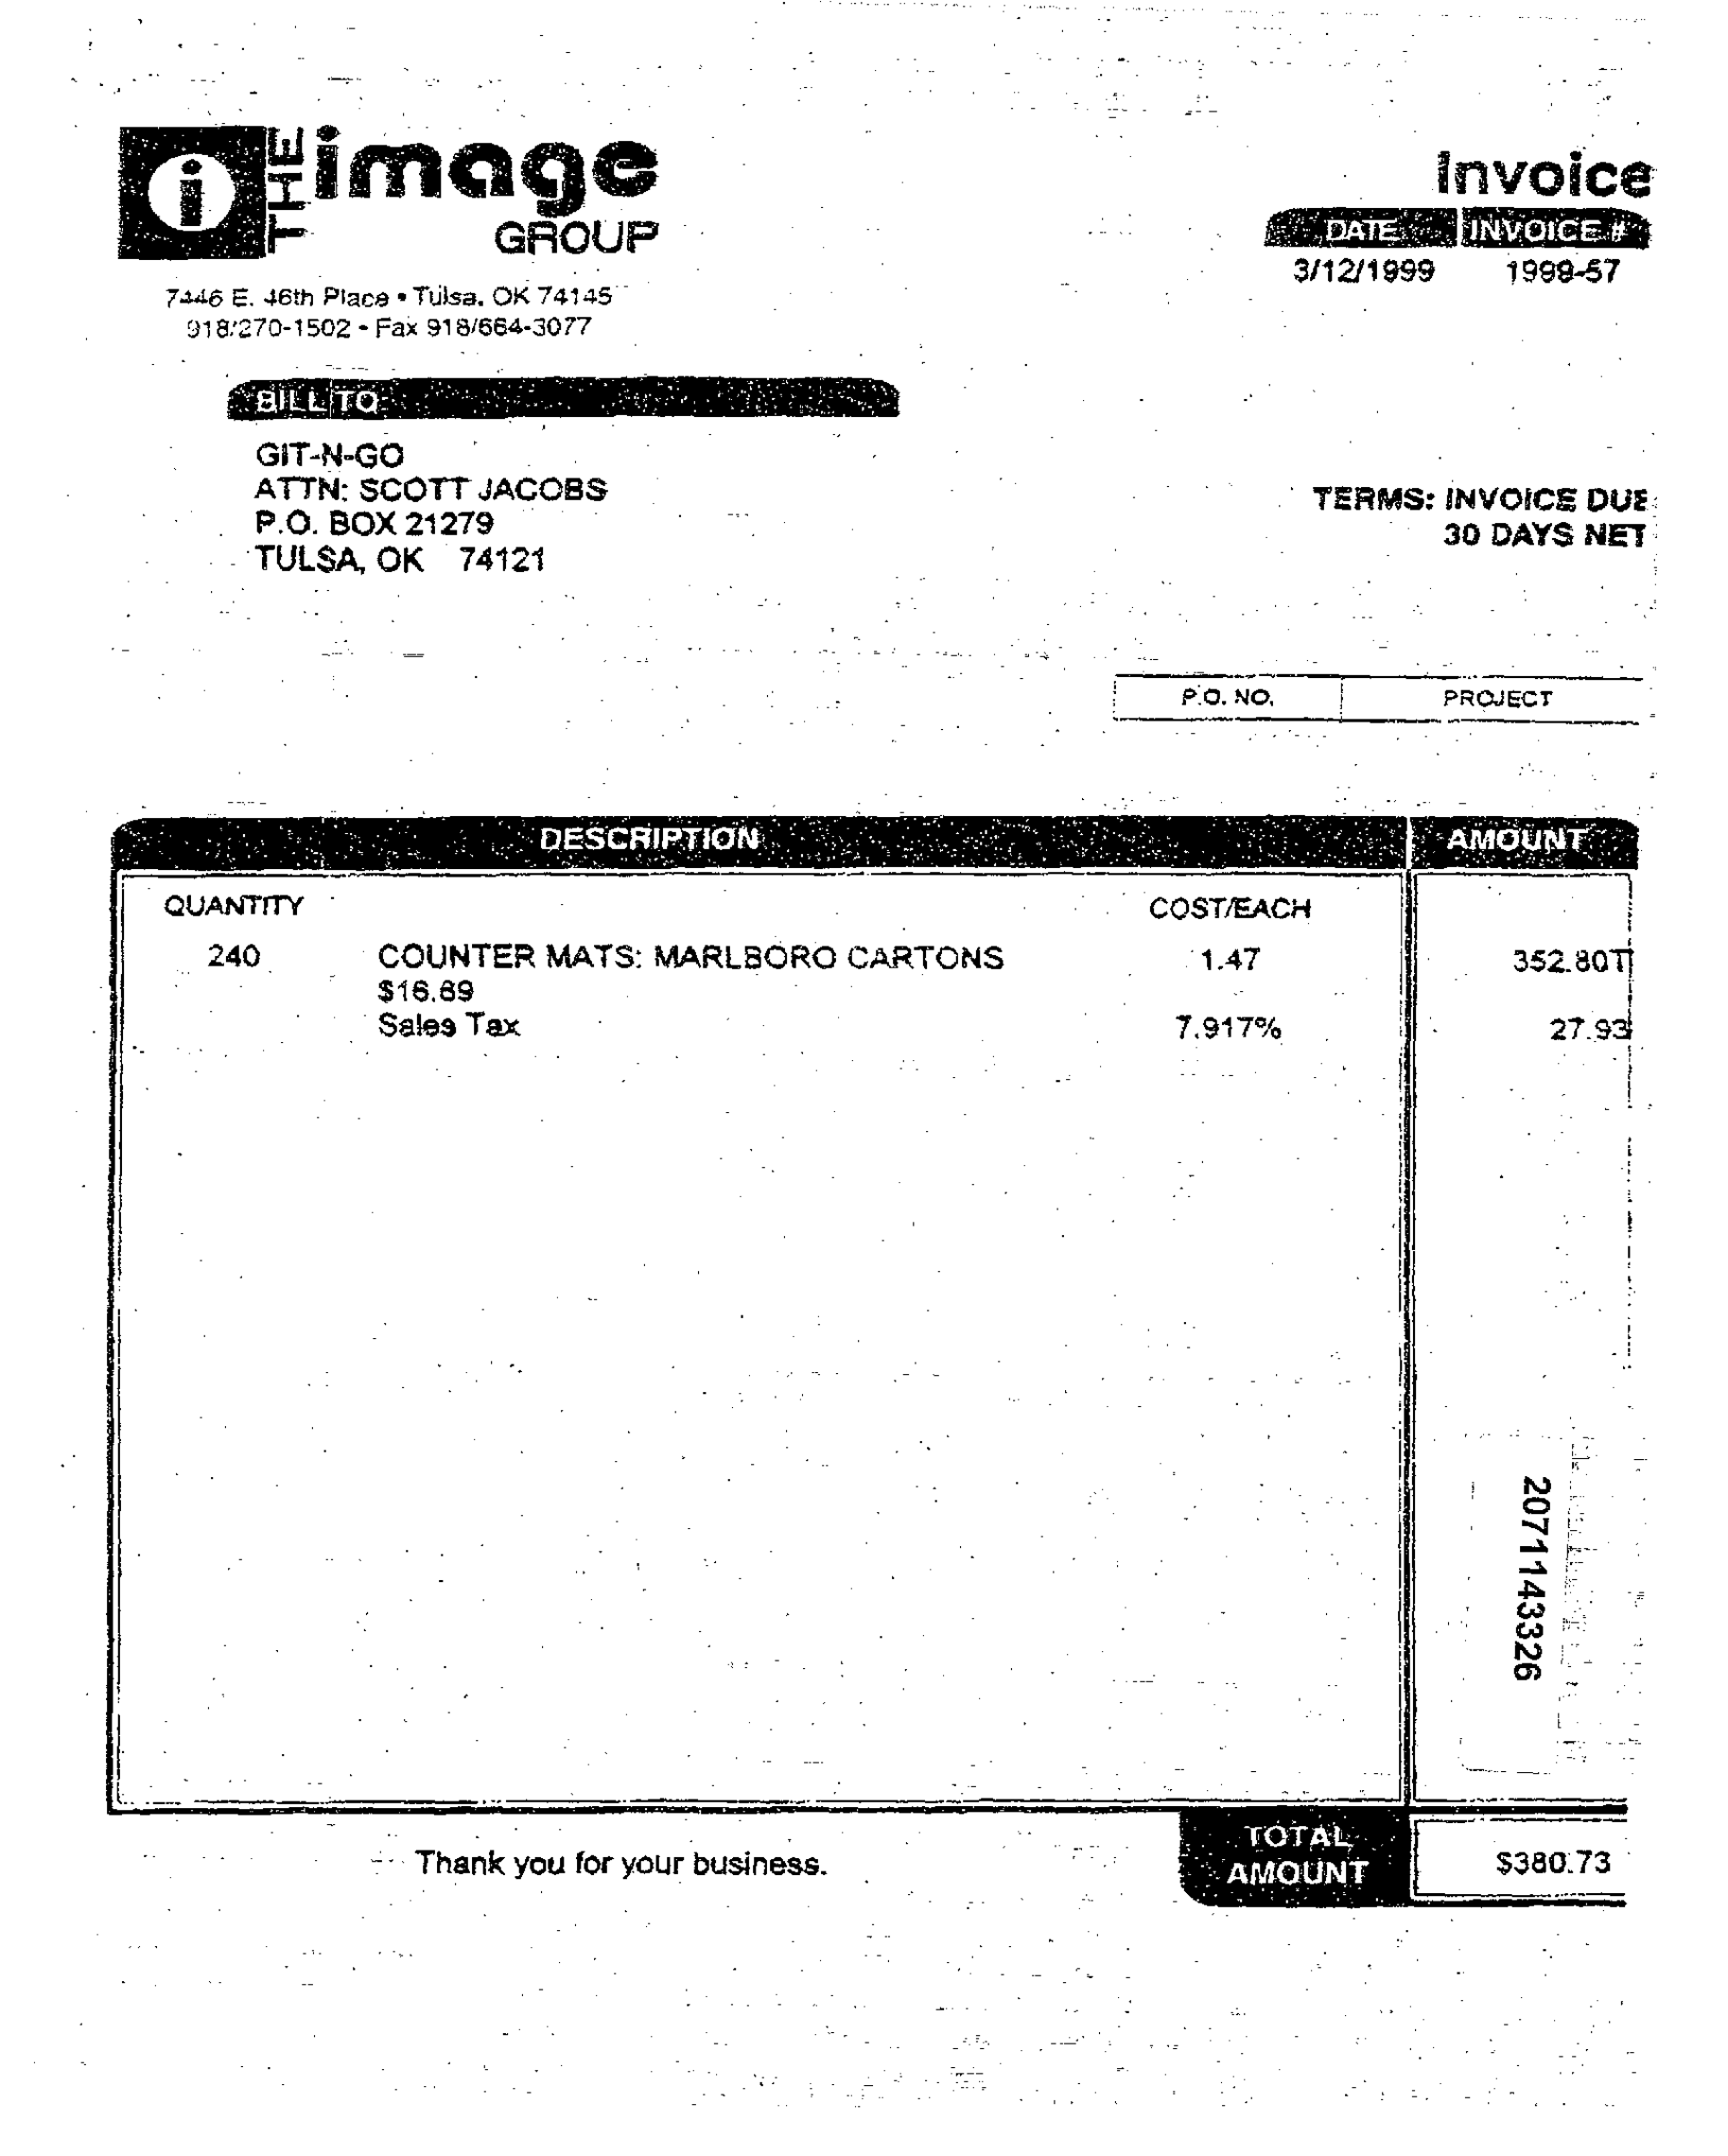 THE image
GROUP
7446 E. 46th Place • Tulsa, OK 74145
918/270-1502 • Fax 918/664-3077
Invoice
DATE INVOICE #
3/12/1999 1999-57
BILL TO
GIT-N-GO
ATTN: SCOTT JACOBS
P.O. BOX 21279
TULSA, OK 74121
TERMS: INVOICE DUE
30 DAYS NET
P.O. NO. PROJECT
DESCRIPTION AMOUNT
QUANTITY COST/EACH
240 COUNTER MATS: MARLBORO CARTONS 1.47 352.80T
$16.89
Sales Tax 7.917% 27.93
2071143326
Thank you for your business.
TOTAL
AMOUNT $380.73